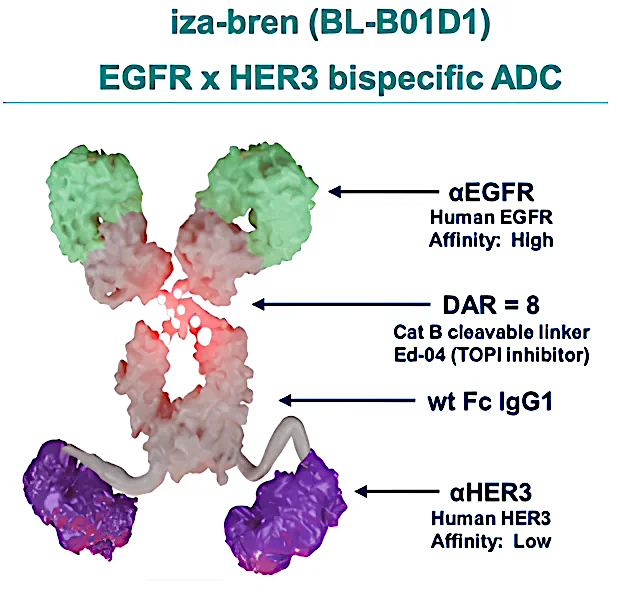 iza-bren (BL-B01D1)
EGFR x HER3 bispecific ADC
αEGFR
Human EGFR
Affinity: High
DAR = 8
Cat B cleavable linker
Ed-04 (TOPI inhibitor)
wt Fc IgG1
αHER3
Human HER3
Affinity: Low